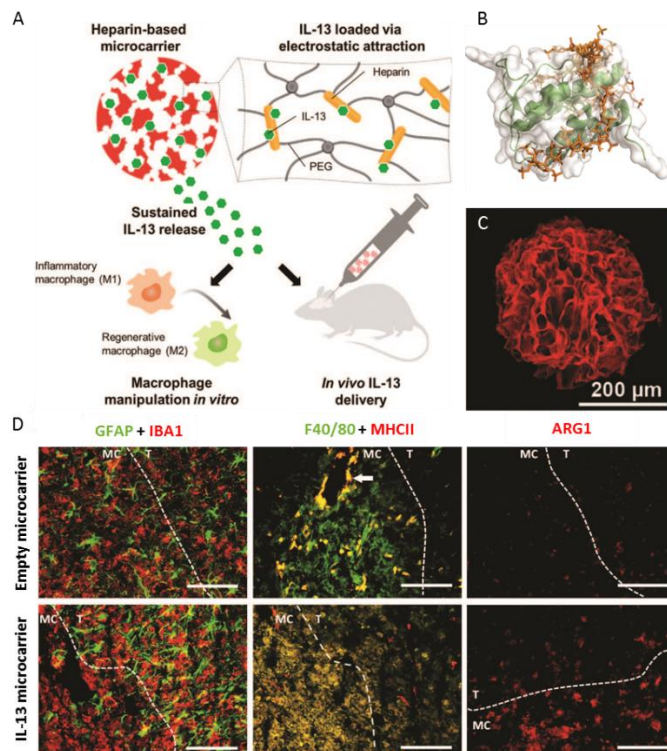 A
Heparin-based
microcarrier
IL-13 loaded via
electrostatic attraction
Heparin
IL-13
PEG
Sustained
IL-13 release
Inflammatory
macrophage (M1)
Regenerative
macrophage (M2)
Macrophage
manipulation in vitro
In vivo IL-13
delivery
B
C
200 µm
D
GFAP + IBA1
F40/80 + MHCII
ARG1
Empty microcarrier
MC T
MC T
MC T
IL-13 microcarrier
MC T
MC T
T
MC